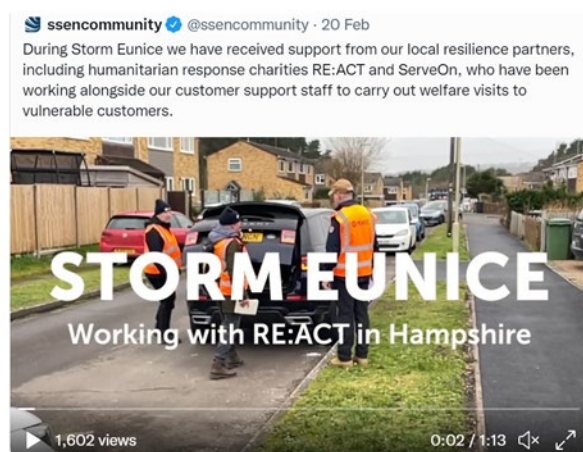 ssencommunity @ssencommunity · 20 Feb
During Storm Eunice we have received support from our local resilience partners,
including humanitarian response charities RE:ACT and ServeOn, who have been
working alongside our customer support staff to carry out welfare visits to
vulnerable customers.
STORM EUNICE
Working with RE:ACT in Hampshire
1,602 views
0:02 / 1:13